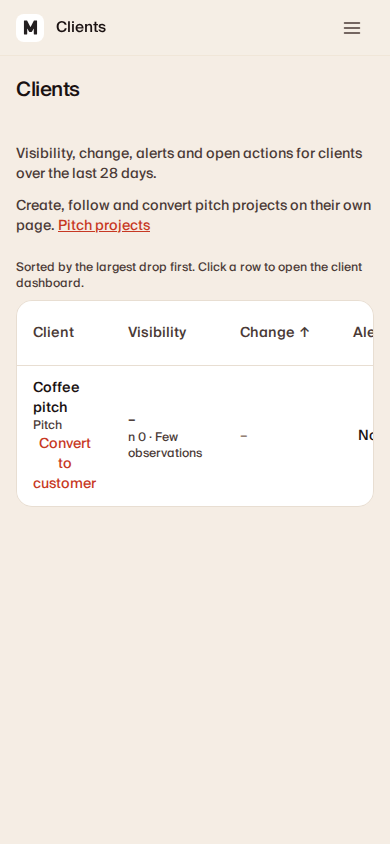 M Clients
Clients
Visibility, change, alerts and open actions for clients
over the last 28 days.
Create, follow and convert pitch projects on their own
page. Pitch projects
Sorted by the largest drop first. Click a row to open the client
dashboard.
Client Visibility Change ↑
Coffee
pitch
Pitch
Convert
to
customer
–
n 0 · Few
observations
–